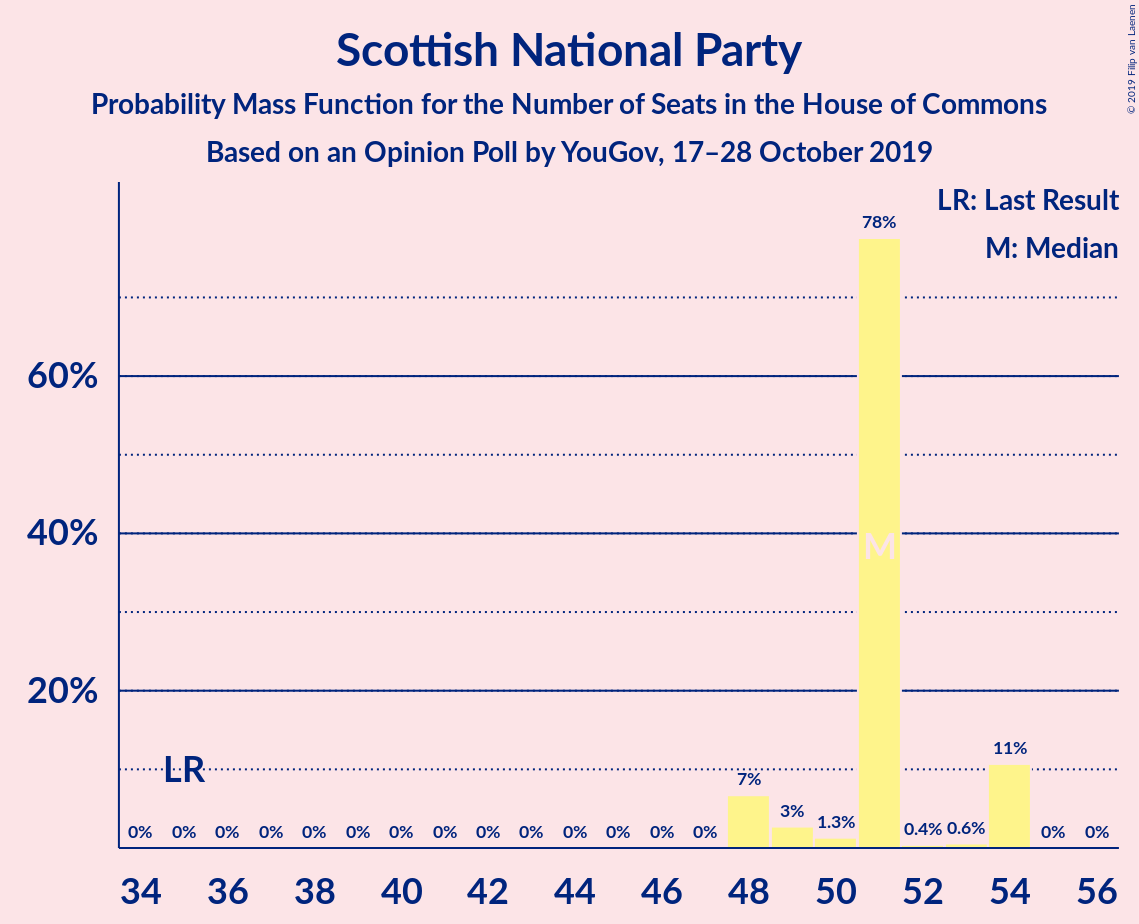 Scottish National Party
Probability Mass Function for the Number of Seats in the House of Commons
Based on an Opinion Poll by YouGov, 17–28 October 2019
© 2019 Filip van Laenen
LR: Last Result
M: Median
78%
60%
40%
M
20%
LR
11%
7%
3%
1.3%
0.4% 0.6%
0% 0% 0% 0% 0% 0% 0% 0% 0% 0% 0% 0% 0% 0% 0% 0%
34 36 38 40 42 44 46 48 50 52 54 56